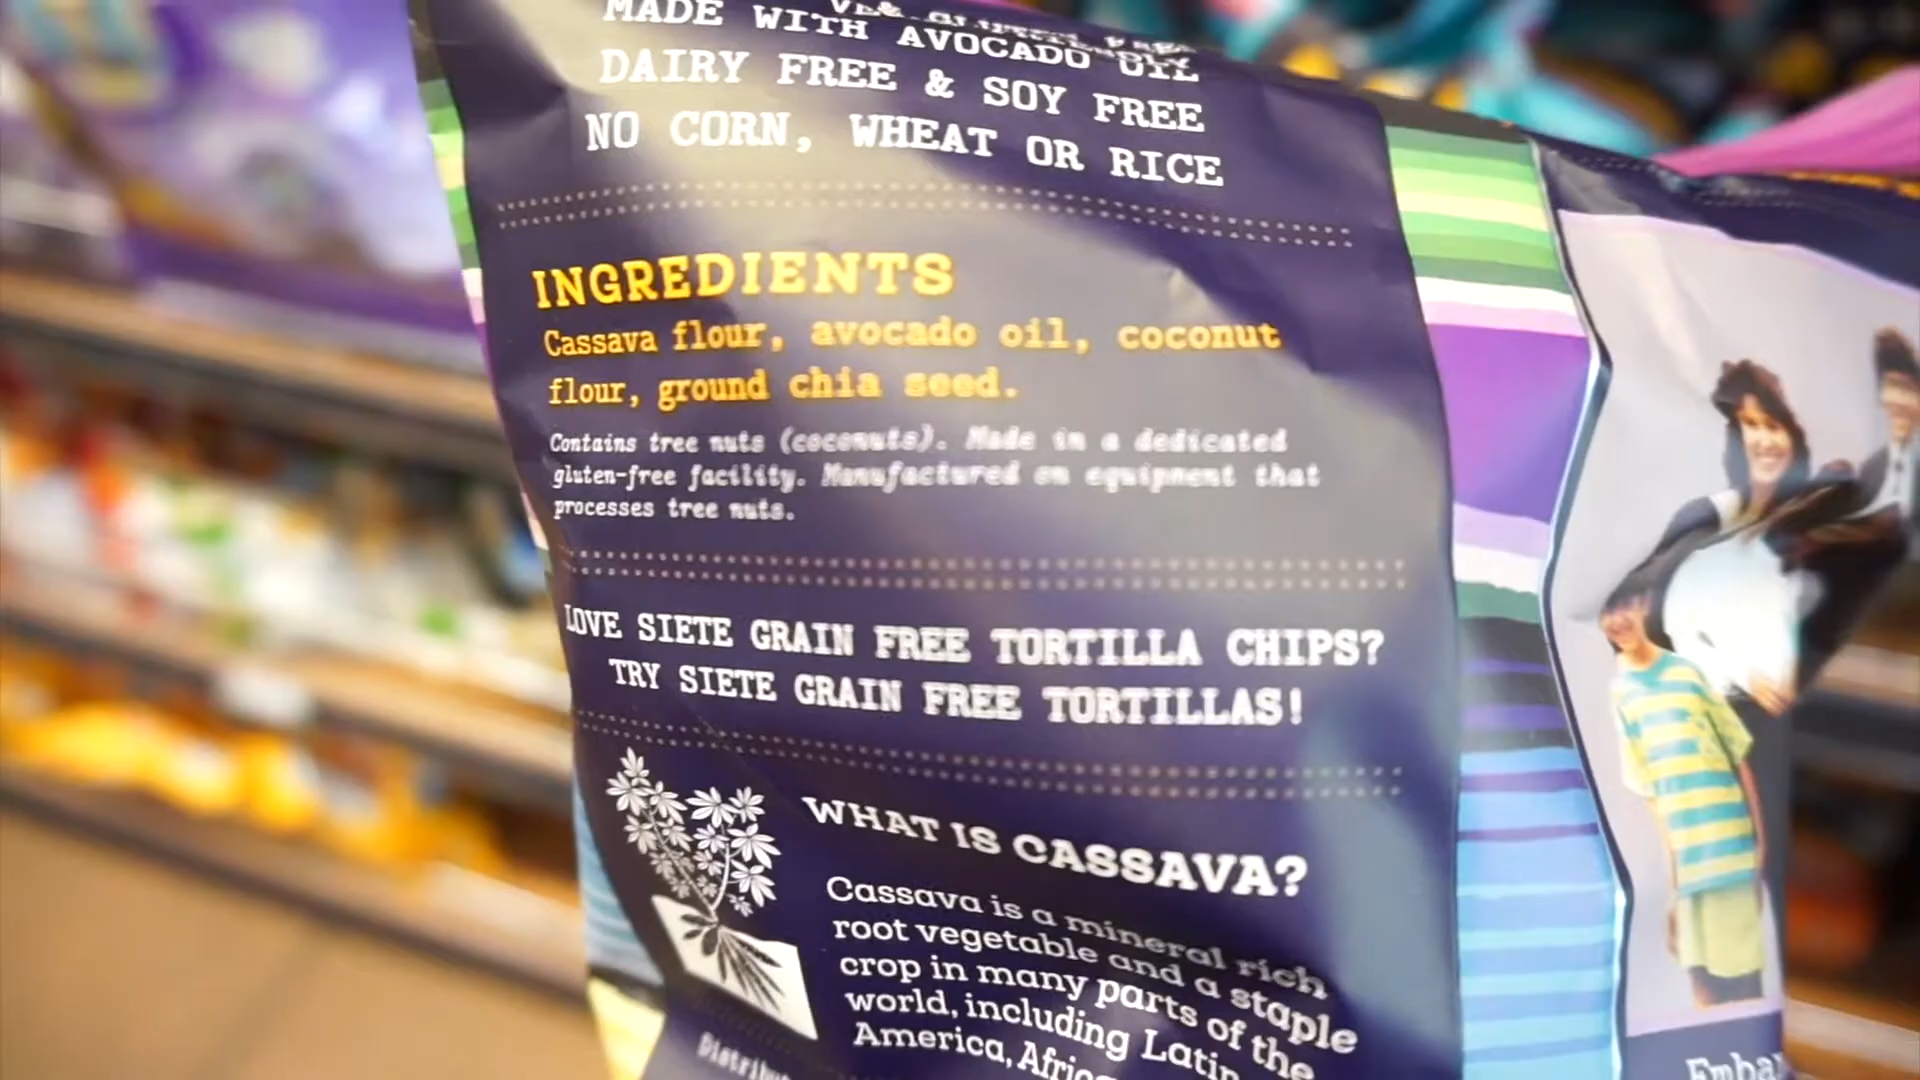 MADE WITH AVOCADO OIL
DAIRY FREE & SOY FREE
NO CORN, WHEAT OR RICE
INGREDIENTS
Cassava flour, avocado oil, coconut
flour, ground chia seed.
Contains tree nuts (coconuts). Made in a dedicated
gluten-free facility. Manufactured on equipment that
processes tree nuts.
LOVE SIETE GRAIN FREE TORTILLA CHIPS?
TRY SIETE GRAIN FREE TORTILLAS!
WHAT IS CASSAVA?
Cassava is a mineral rich
root vegetable and a staple
crop in many parts of the
world, including Latin
America,